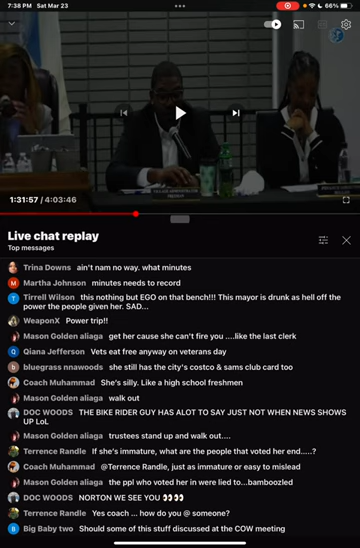 7:38 PM Sat Mar 23
66%
1:31:57 / 4:03:46
Live chat replay
Top messages
Trina Downs ain't nam no way. what minutes
M Martha Johnson minutes needs to record
T Tirrell Wilson this nothing but EGO on that bench!!! This mayor is drunk as hell off the
power the people given her. SAD...
WeaponX Power trip!!
Mason Golden aliaga get her cause she can't fire you ....like the last clerk
Q Qiana Jefferson Vets eat free anyway on veterans day
b bluegrass nnawoods she still has the city's costco & sams club card too
Coach Muhammad She's silly. Like a high school freshmen
Mason Golden aliaga walk out
DOC WOODS THE BIKE RIDER GUY HAS ALOT TO SAY JUST NOT WHEN NEWS SHOWS
UP LoL
Mason Golden aliaga trustees stand up and walk out....
Terrence Randle If she's immature, what are the people that voted her end.....?
Coach Muhammad @Terrence Randle, just as immature or easy to mislead
Mason Golden aliaga the ppl who voted her in were lied to...bamboozled
DOC WOODS NORTON WE SEE YOU 👀👀
Terrence Randle Yes coach ... how do you @ someone?
B Big Baby two Should some of this stuff discussed at the COW meeting